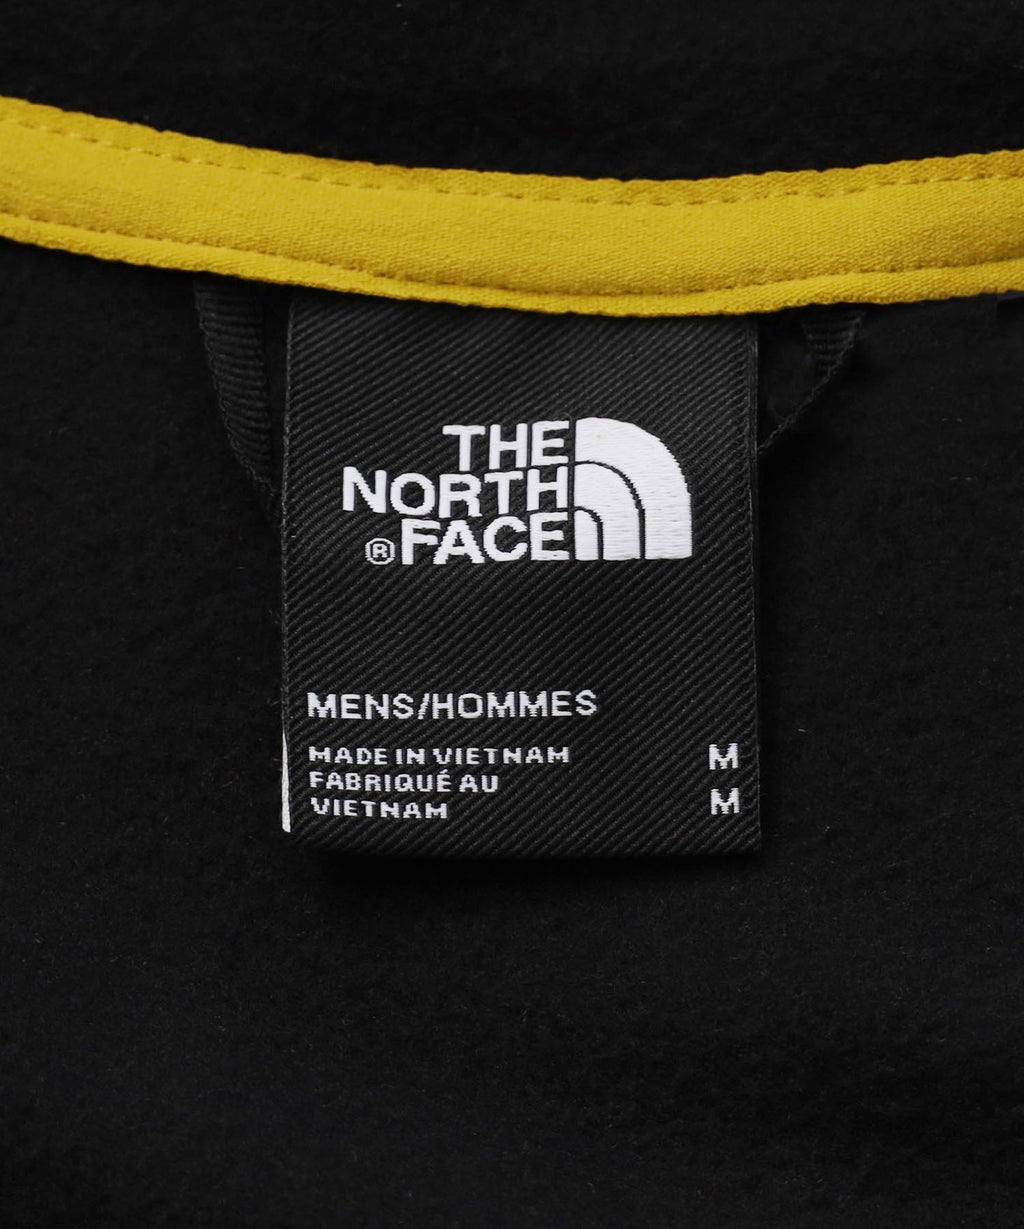 THE
NORTH
®FACE
MENS/HOMMES
MADE IN VIETNAM M
FABRIQUÉ AU
VIETNAM M